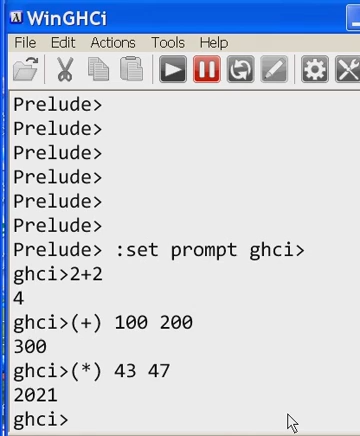 WinGHCi
File Edit Actions Tools Help
Prelude>
Prelude>
Prelude>
Prelude>
Prelude>
Prelude>
Prelude> :set prompt ghci>
ghci>2+2
4
ghci>(+) 100 200
300
ghci>(*) 43 47
2021
ghci>